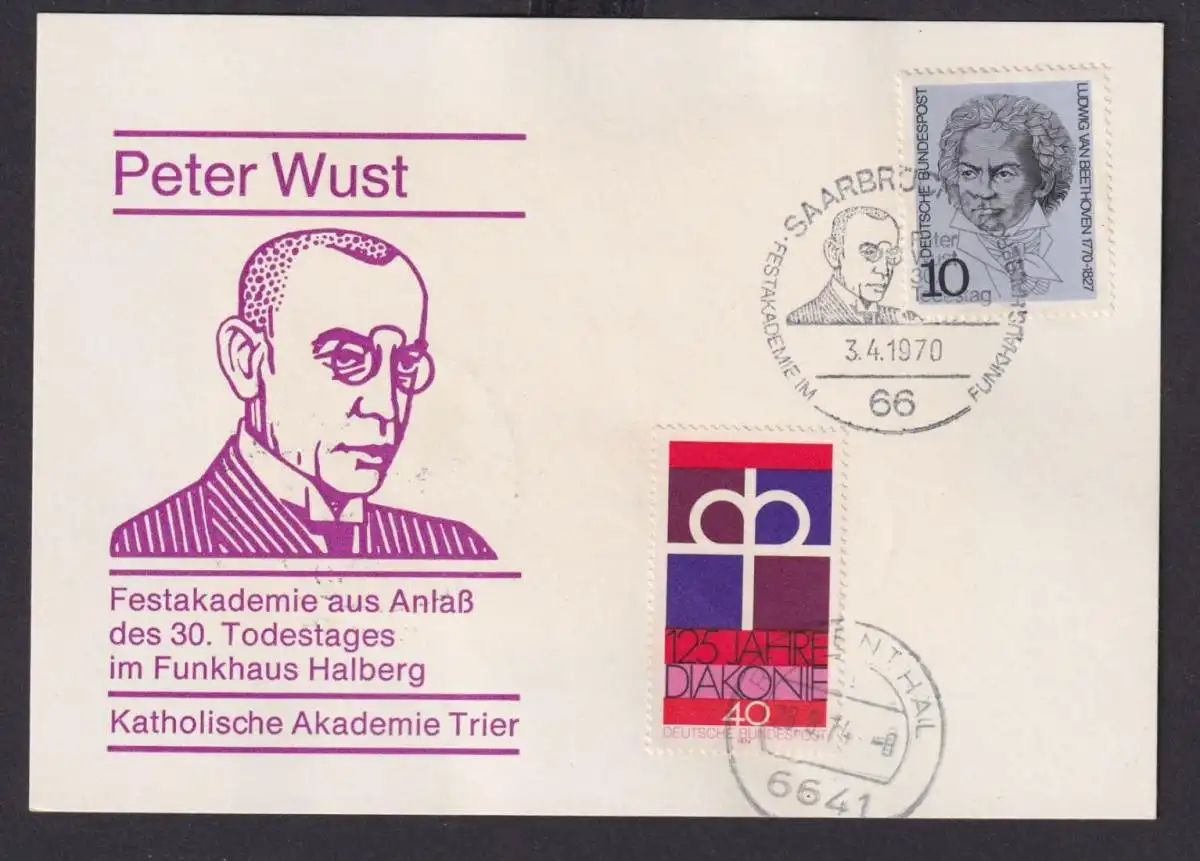 Peter Wust
Festakademie aus Anlaß
des 30. Todestages
im Funkhaus Halberg
Katholische Akademie Trier
DEUTSCHE BUNDESPOST
LUDWIG VAN BEETHOVEN 1770-1827
10
FESTAKADEMIE IM
FUNKHAUS
3.4.1970
66
125 JAHRE
DIAKONIE
40
DEUTSCHE BUNDESPOST
6641